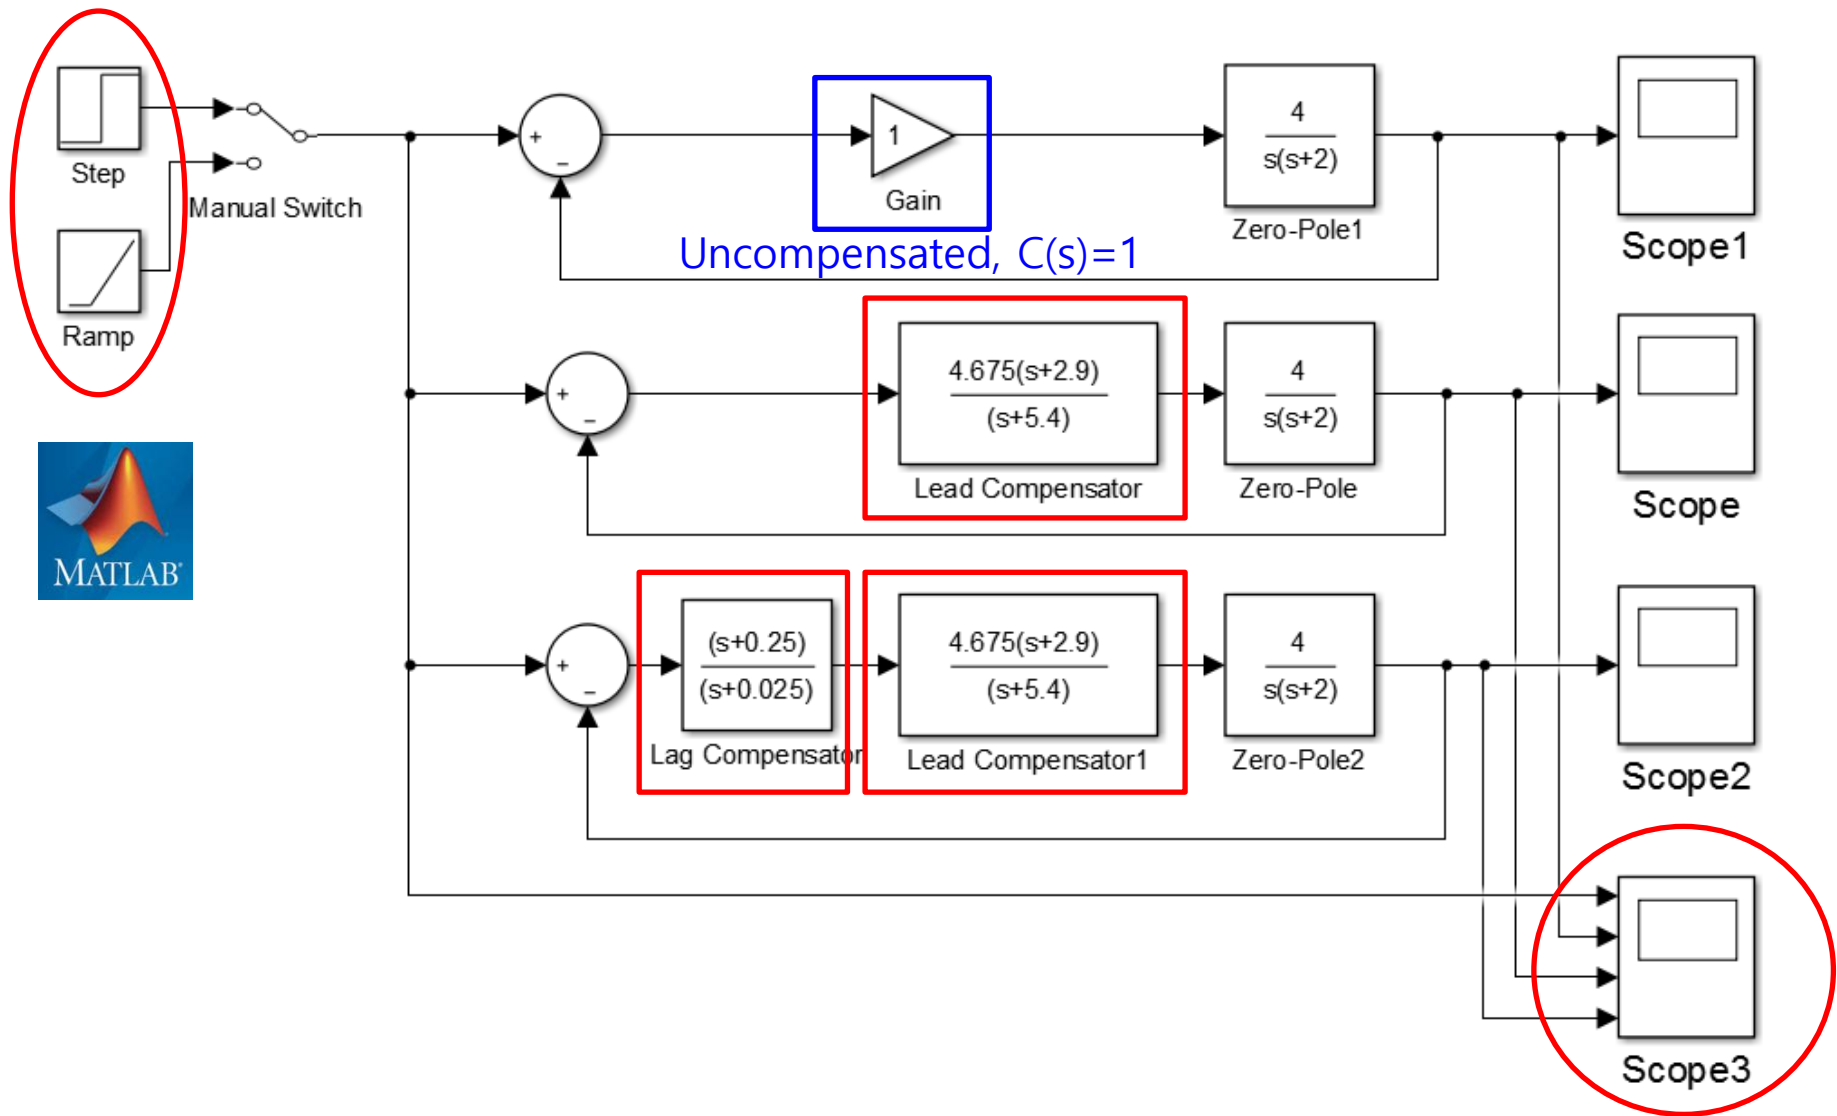 Step
Manual Switch
Ramp
+
−
1
Gain
Uncompensated, C(s)=1
4
s(s+2)
Zero-Pole1
Scope1
+
−
4.675(s+2.9)
(s+5.4)
Lead Compensator
4
s(s+2)
Zero-Pole
Scope
MATLAB®
+
−
(s+0.25)
(s+0.025)
Lag Compensator
4.675(s+2.9)
(s+5.4)
Lead Compensator1
4
s(s+2)
Zero-Pole2
Scope2
Scope3